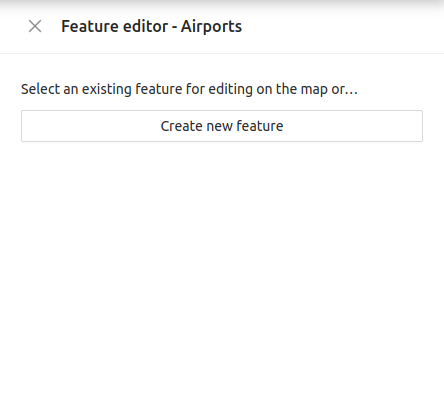 Feature editor - Airports
Select an existing feature for editing on the map or…
Create new feature